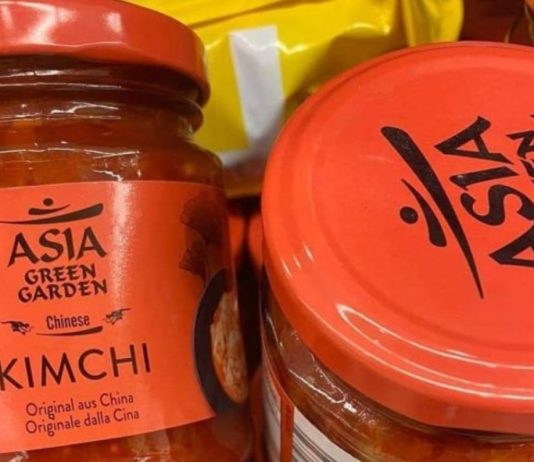 ASIA
GREEN
GARDEN
Chinese
KIMCHI
Original aus China
Originale dalla Cina
ASIA